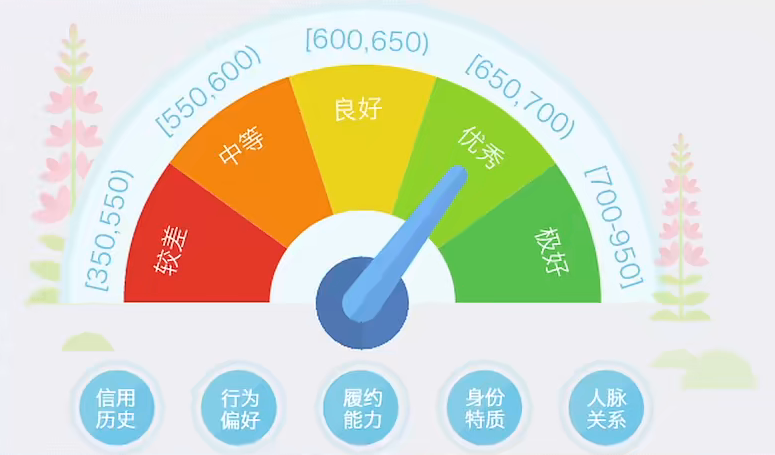 [350,550)
[550,600)
[600,650)
[650,700)
[700-950]
较差
中等
良好
优秀
极好
信用
历史
行为
偏好
履约
能力
身份
特质
人脉
关系